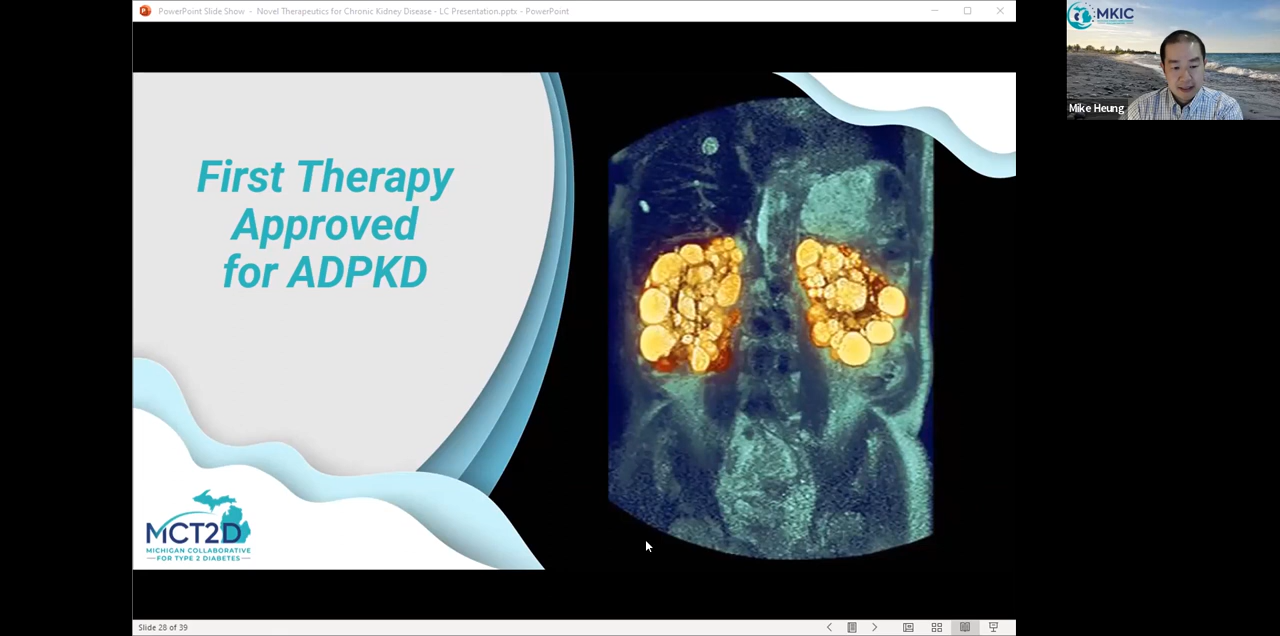 PowerPoint Slide Show - Novel Therapeutics for Chronic Kidney Disease - LC Presentation.pptx - PowerPoint
MKIC
Mike Heung
First Therapy
Approved
for ADPKD
MCT2D
MICHIGAN COLLABORATIVE
FOR TYPE 2 DIABETES
Slide 28 of 39